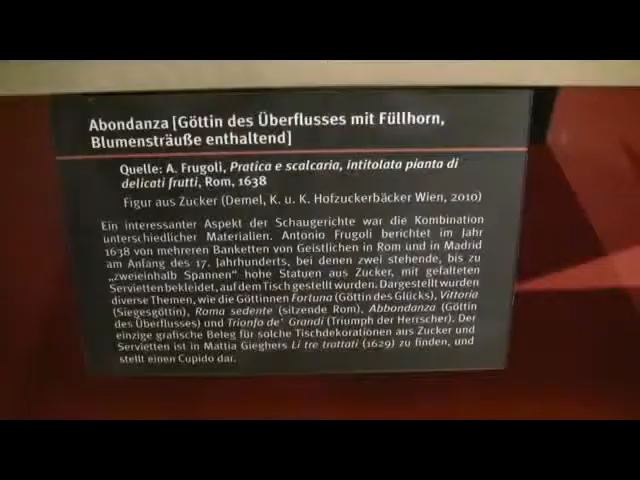 Abondanza [Göttin des Überflusses mit Füllhorn,
Blumensträuße enthaltend]
Quelle: A. Frugoli, Pratica e scalcaria, intitolata pianta di
delicati frutti, Rom, 1638
Figur aus Zucker (Demel, K. u. K. Hofzuckerbäcker Wien, 2010)
Ein interessanter Aspekt der Schaugerichte war die Kombination
unterschiedlicher Materialien. Antonio Frugoli berichtet im Jahr
1638 von mehreren Banketten von Geistlichen in Rom und in Madrid
am Anfang des 17. Jahrhunderts, bei denen zwei stehende, bis zu
„zweieinhalb Spannen“ hohe Statuen aus Zucker, mit gefalteten
Servietten bekleidet, auf dem Tisch gestellt wurden. Dargestellt wurden
diverse Themen, wie die Göttinnen Fortuna (Göttin des Glücks), Vittoria
(Siegesgöttin), Roma sedente (sitzende Rom), Abbondanza (Göttin
des Überflusses) und Trionfo de' Grandi (Triumph der Herrscher). Der
einzige grafische Beleg für solche Tischdekorationen aus Zucker und
Servietten ist in Mattia Gieghers Li tre trattati (1629) zu finden, und
stellt einen Cupido dar.